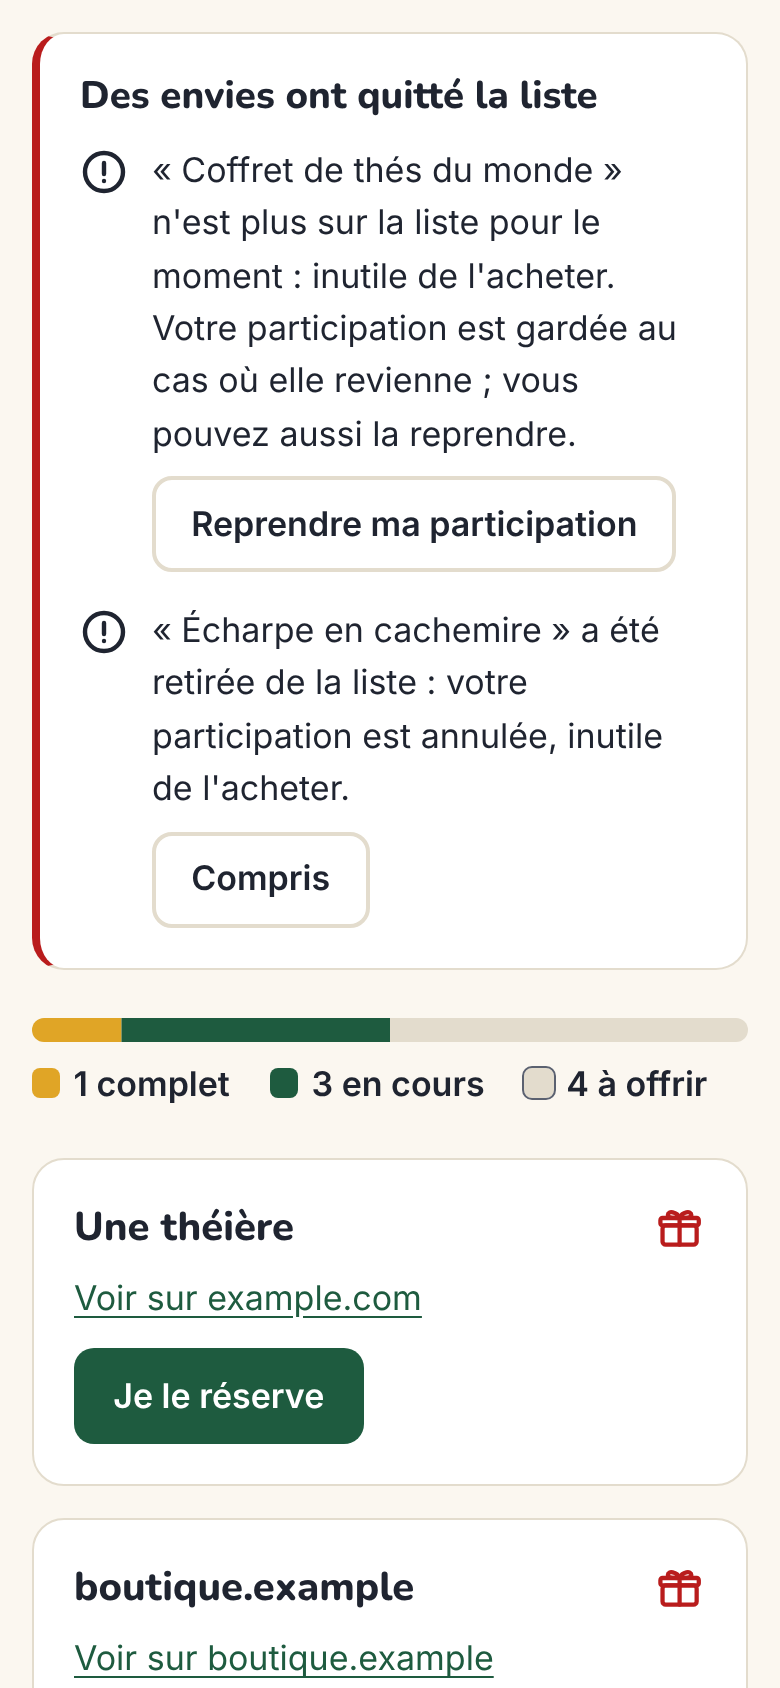 Des envies ont quitté la liste
« Coffret de thés du monde »
n'est plus sur la liste pour le
moment : inutile de l'acheter.
Votre participation est gardée au
cas où elle revienne ; vous
pouvez aussi la reprendre.
Reprendre ma participation
« Écharpe en cachemire » a été
retirée de la liste : votre
participation est annulée, inutile
de l'acheter.
Compris
1 complet
3 en cours
4 à offrir
Une théière
Voir sur example.com
Je le réserve
boutique.example
Voir sur boutique.example